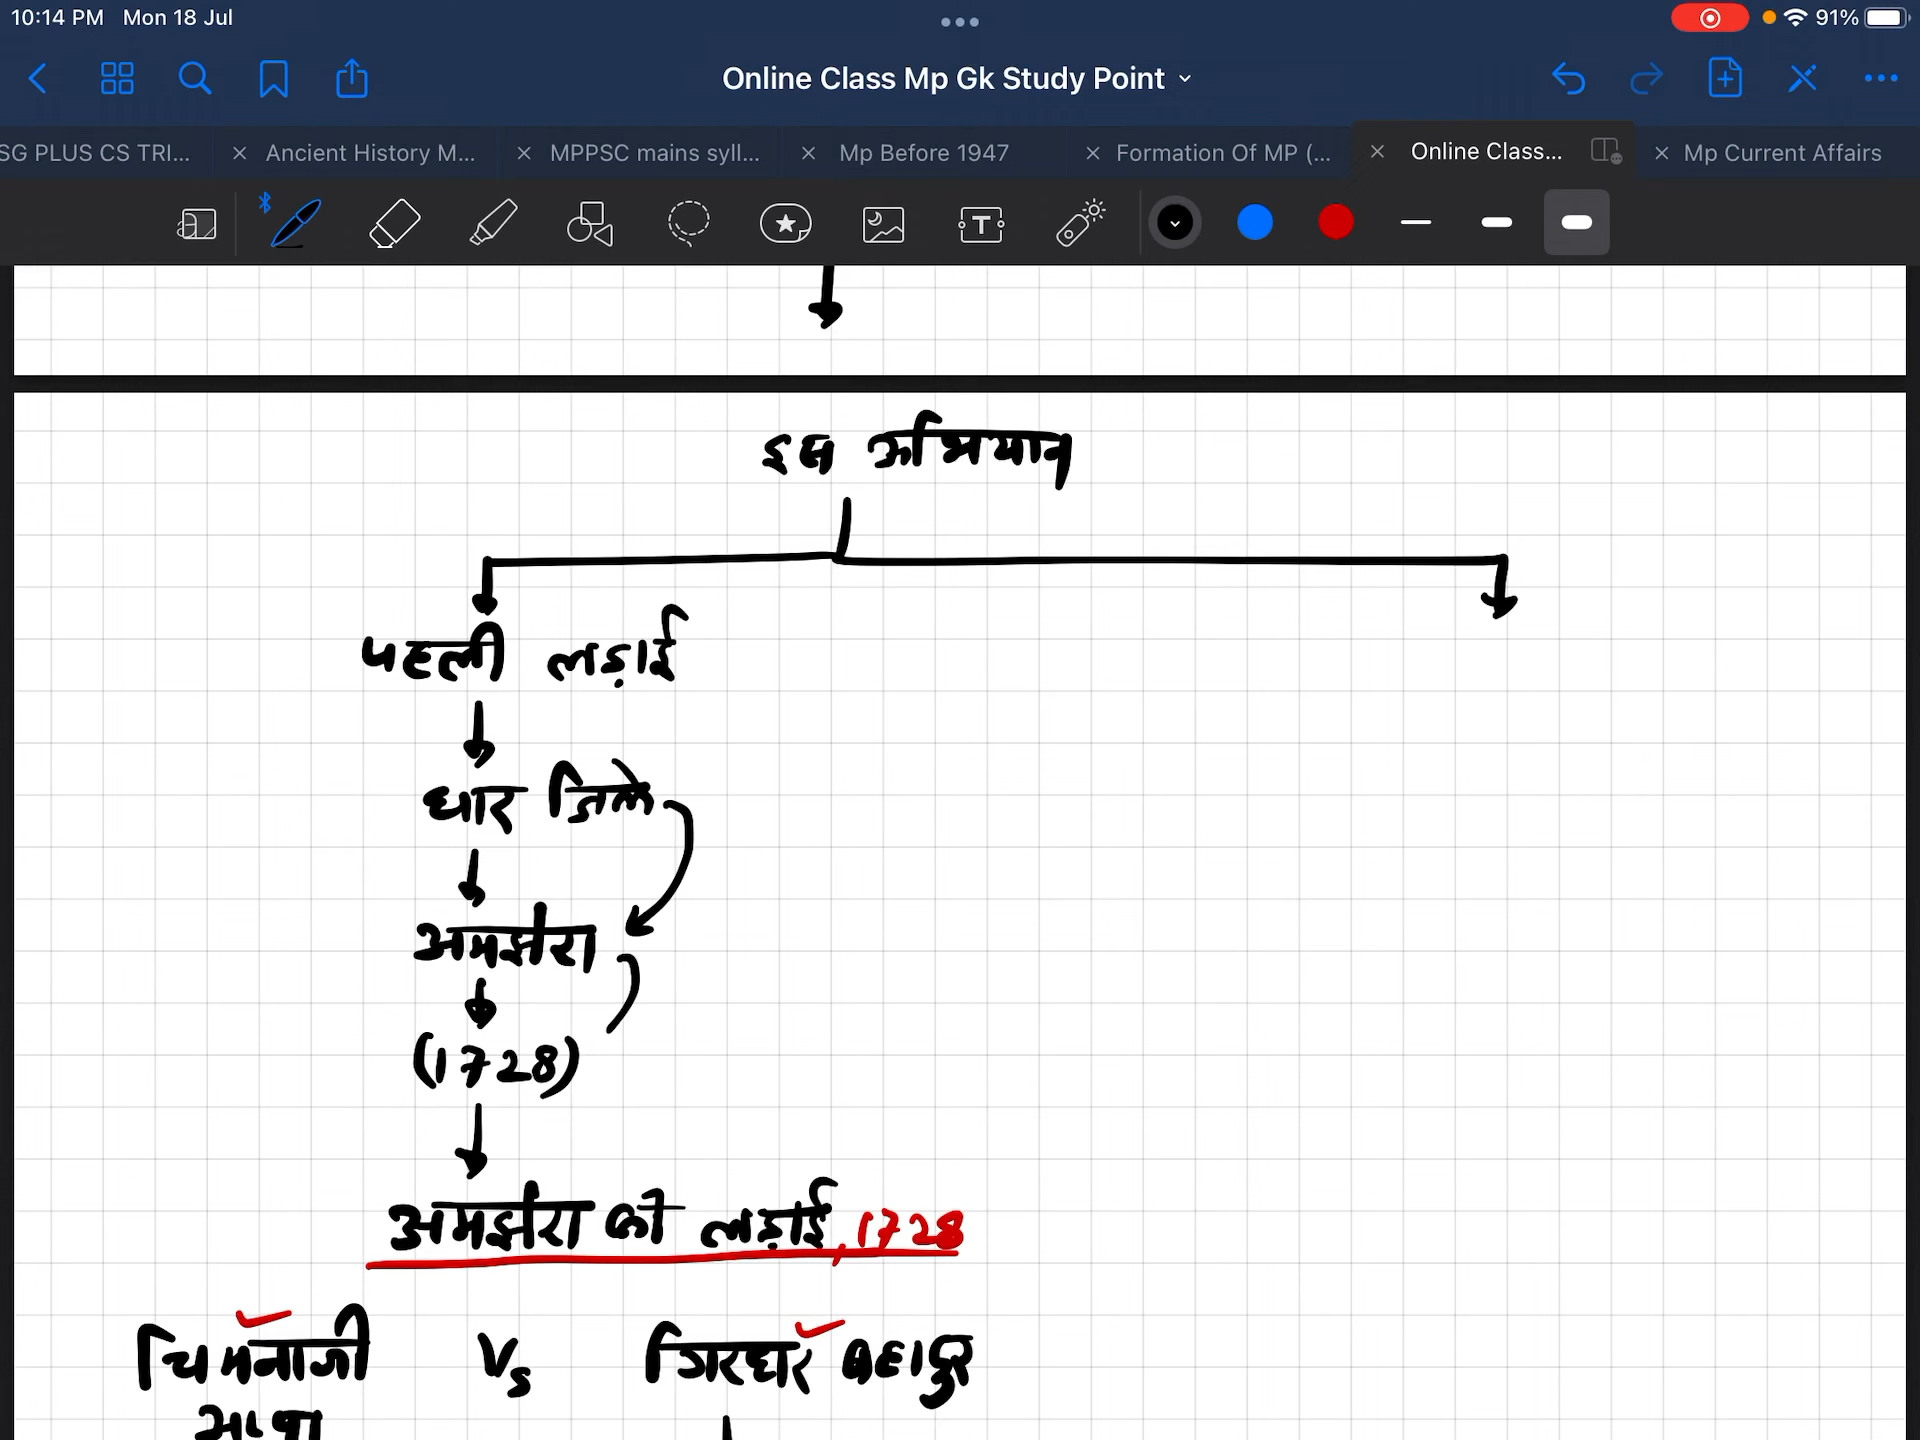 10:14 PM Mon 18 Jul
91%
Online Class Mp Gk Study Point
SG PLUS CS TRI...
Ancient History M...
MPPSC mains syll...
Mp Before 1947
Formation Of MP (...
Online Class...
Mp Current Affairs
इस अभियान
पहली लड़ाई
धार जिले
अमझेरा
(1728)
अमझेरा की लड़ाई, 1728
चिमनाजी Vs गिरधर बहादुर